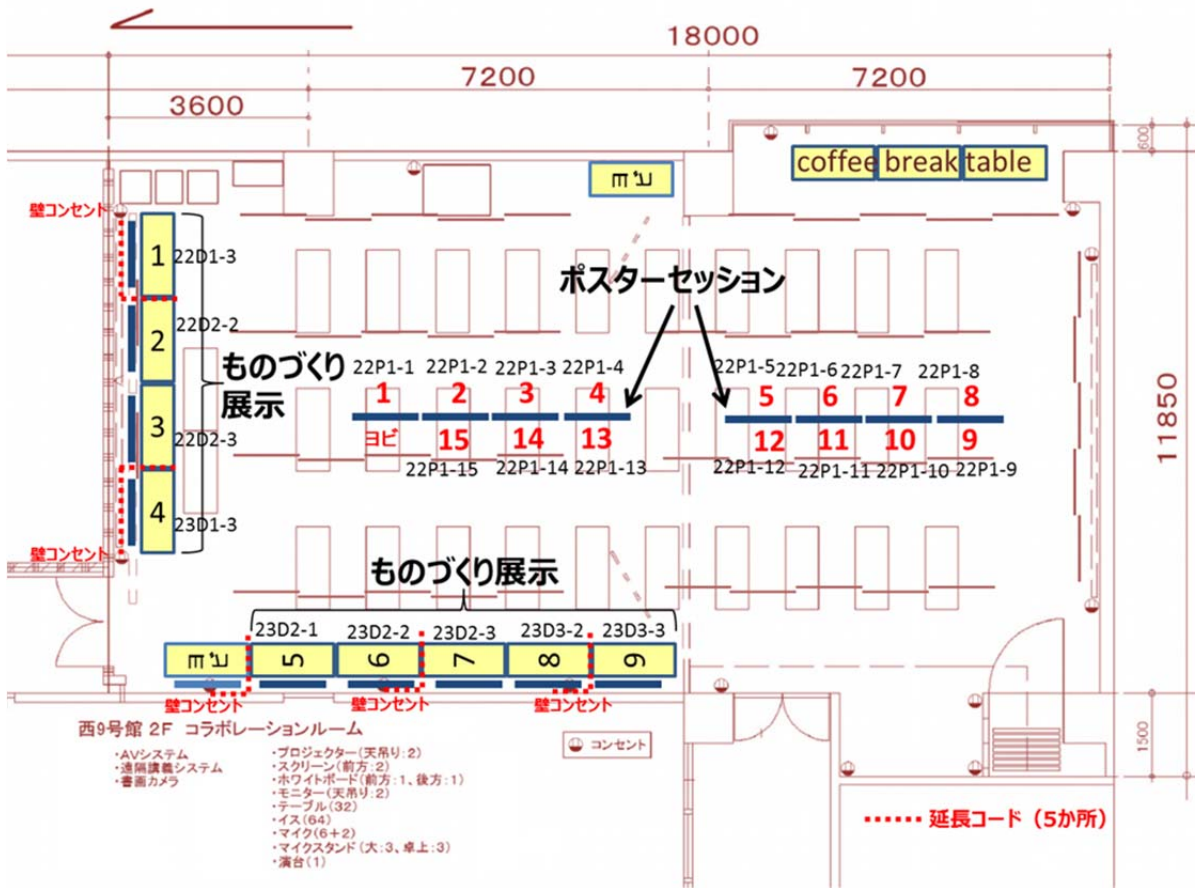 18000
7200
7200
3600
600
coffee break table
ヨビ
壁コンセント
1
22D1-3
2
22D2-2
3
22D2-3
4
23D1-3
壁コンセント
ものづくり
展示
ポスターセッション
22P1-1
22P1-2
22P1-3
22P1-4
22P1-5
22P1-6
22P1-7
22P1-8
1
2
3
4
5
6
7
8
ヨビ
15
14
13
12
11
10
9
22P1-15
22P1-14
22P1-13
22P1-12
22P1-11
22P1-10
22P1-9
11850
ものづくり展示
23D2-1
23D2-2
23D2-3
23D3-2
23D3-3
ヨビ
5
6
7
8
9
壁コンセント
壁コンセント
壁コンセント
1500
西9号館 2F コラボレーションルーム
・AVシステム
・遠隔講義システム
・書画カメラ
・プロジェクター(天吊り:2)
・スクリーン(前方:2)
・ホワイトボード(前方:1、後方:1)
・モニター(天吊り:2)
・テーブル(32)
・イス(64)
・マイク(6+2)
・マイクスタンド(大:3、卓上:3)
・演台(1)
コンセント
延長コード（5か所）